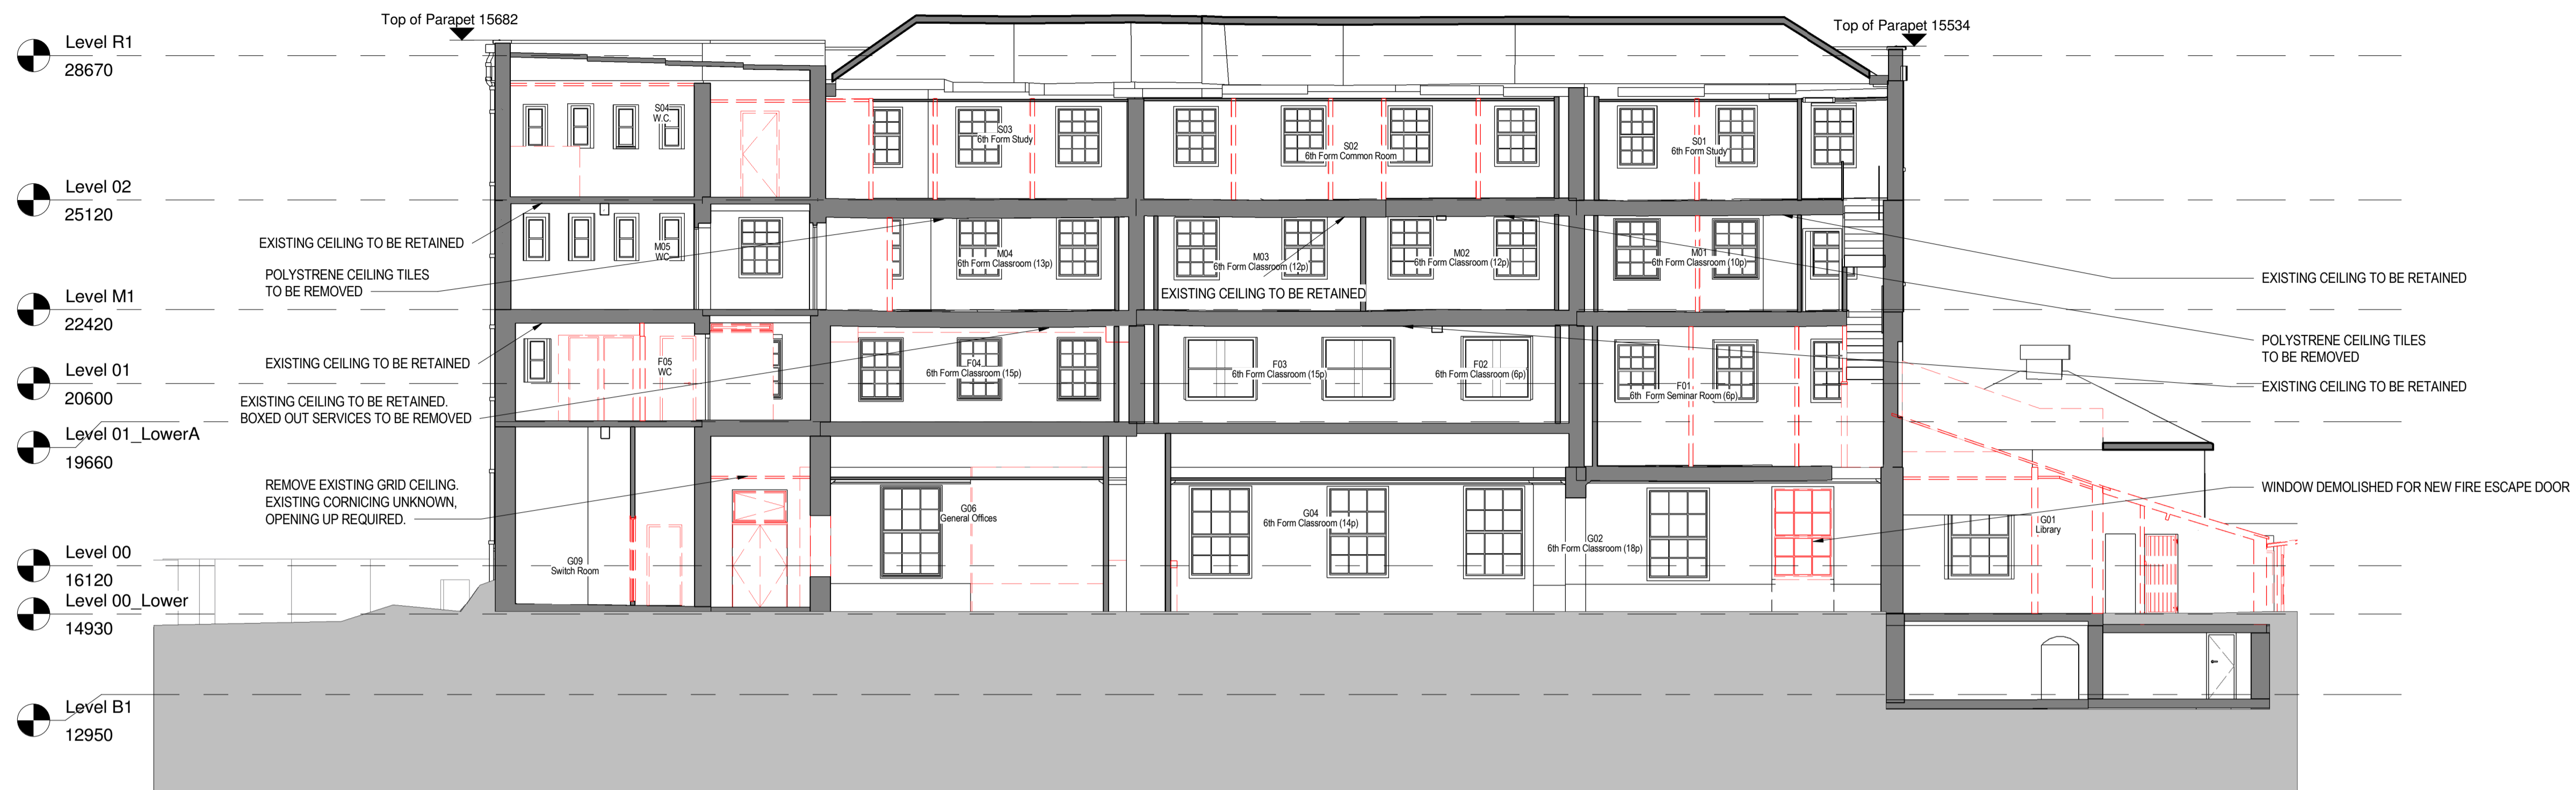 Top of Parapet 15682
Top of Parapet 15534
Level R1
28670
Level 02
25120
Level M1
22420
Level 01
20600
Level 01_LowerA
19660
Level 00
16120
Level 00_Lower
14930
Level B1
12950
S04
W.C.
S03
6th Form Study
S02
6th Form Common Room
S01
6th Form Study
EXISTING CEILING TO BE RETAINED
POLYSTRENE CEILING TILES
TO BE REMOVED
M05
WC
M04
6th Form Classroom (13p)
M03
6th Form Classroom (12p)
EXISTING CEILING TO BE RETAINED
M02
6th Form Classroom (12p)
M01
6th Form Classroom (10p)
EXISTING CEILING TO BE RETAINED
POLYSTRENE CEILING TILES
TO BE REMOVED
EXISTING CEILING TO BE RETAINED
EXISTING CEILING TO BE RETAINED
EXISTING CEILING TO BE RETAINED.
BOXED OUT SERVICES TO BE REMOVED
F05
WC
F04
6th Form Classroom (15p)
F03
6th Form Classroom (15p)
F02
6th Form Classroom (6p)
F01
6th Form Seminar Room (6p)
REMOVE EXISTING GRID CEILING.
EXISTING CORNICING UNKNOWN,
OPENING UP REQUIRED.
G09
Switch Room
G06
General Offices
G04
6th Form Classroom (14p)
G02
6th Form Classroom (18p)
G01
Library
WINDOW DEMOLISHED FOR NEW FIRE ESCAPE DOOR